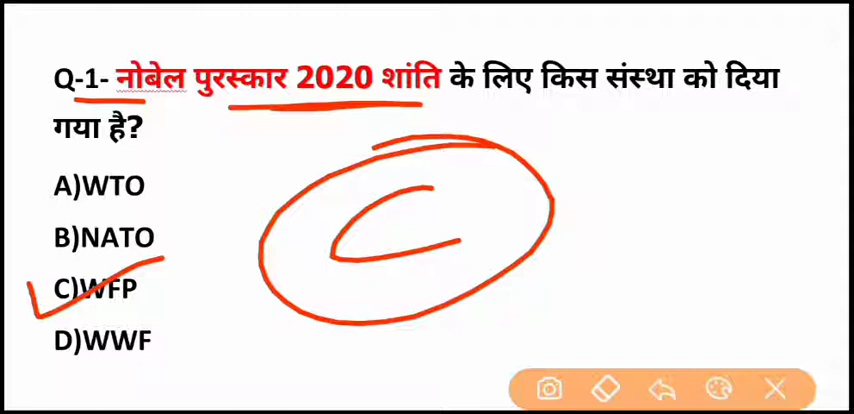 Q-1- नोबेल पुरस्कार 2020 शांति के लिए किस संस्था को दिया
गया है?
A)WTO
B)NATO
C)WFP
D)WWF
C